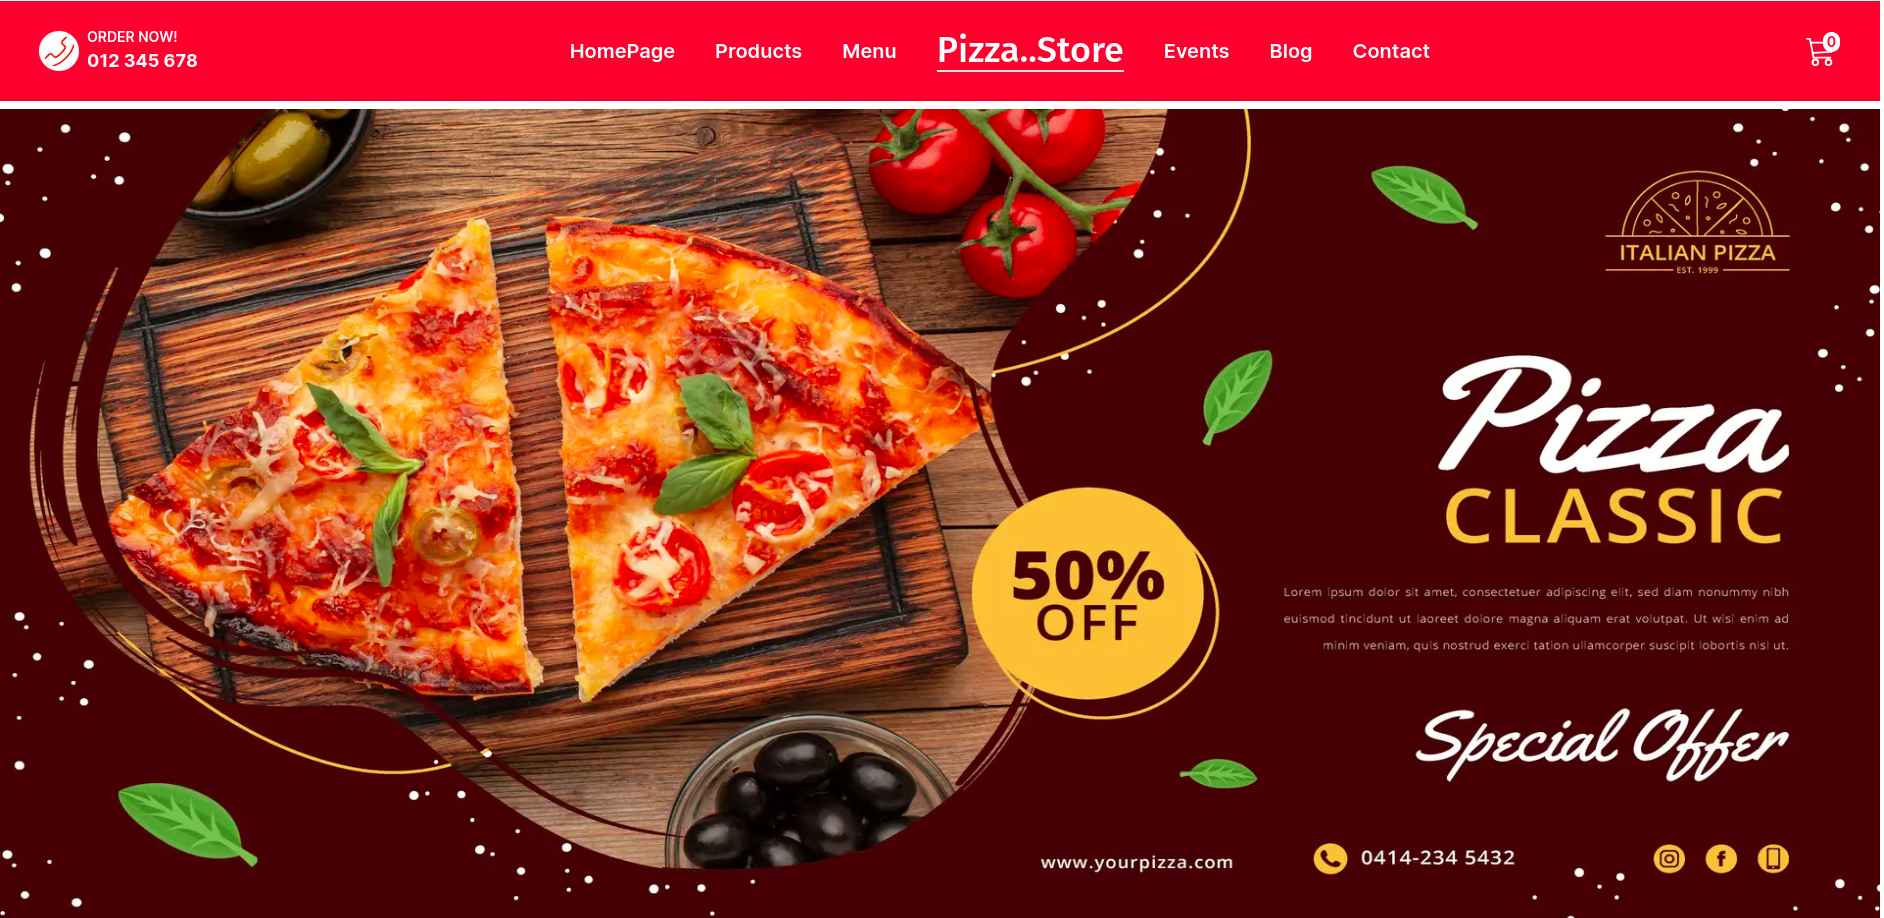 ORDER NOW!
012 345 678
HomePage
Products
Menu
Pizza..Store
Events
Blog
Contact
0
ITALIAN PIZZA
EST. 1999
Pizza
CLASSIC
50%
OFF
Lorem ipsum dolor sit amet, consectetuer adipiscing elit, sed diam nonummy nibh
euismod tincidunt ut laoreet dolore magna aliquam erat volutpat. Ut wisi enim ad
minim veniam, quis nostrud exerci tation ullamcorper suscipit lobortis nisl ut.
Special Offer
www.yourpizza.com
0414-234 5432